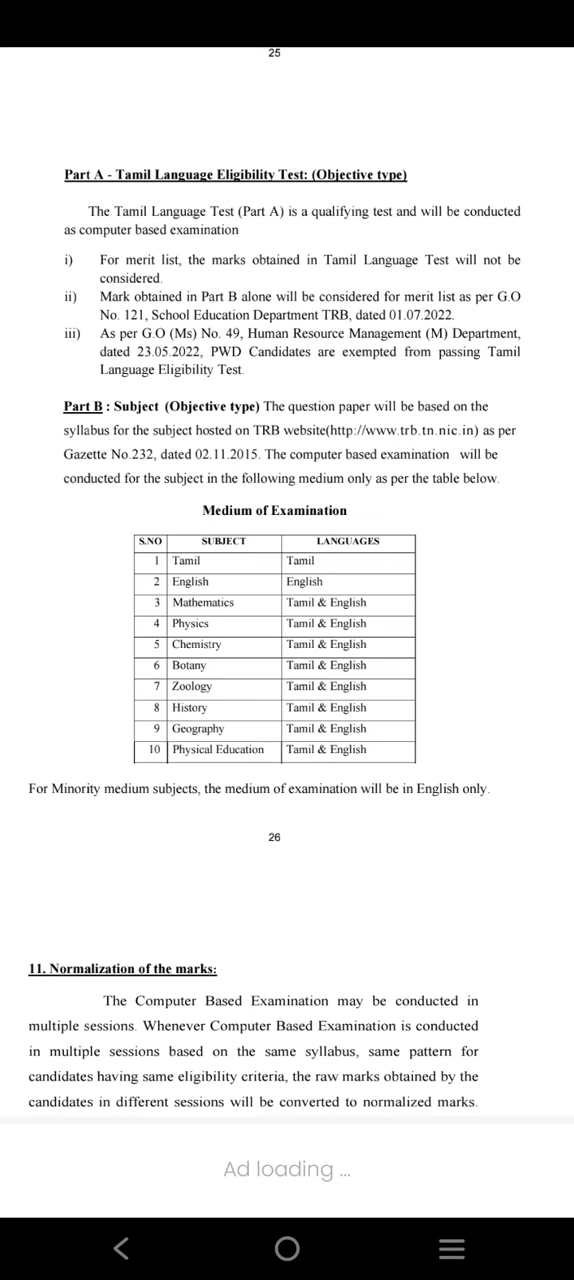 25
Part A - Tamil Language Eligibility Test: (Objective type)
The Tamil Language Test (Part A) is a qualifying test and will be conducted
as computer based examination
i) For merit list, the marks obtained in Tamil Language Test will not be
considered.
ii) Mark obtained in Part B alone will be considered for merit list as per G.O
No. 121, School Education Department TRB, dated 01.07.2022.
iii) As per G.O (Ms) No. 49, Human Resource Management (M) Department,
dated 23.05.2022, PWD Candidates are exempted from passing Tamil
Language Eligibility Test.
Part B : Subject (Objective type) The question paper will be based on the
syllabus for the subject hosted on TRB website(http://www.trb.tn.nic.in) as per
Gazette No.232, dated 02.11.2015. The computer based examination will be
conducted for the subject in the following medium only as per the table below.
Medium of Examination
S.NO SUBJECT LANGUAGES
1 Tamil Tamil
2 English English
3 Mathematics Tamil & English
4 Physics Tamil & English
5 Chemistry Tamil & English
6 Botany Tamil & English
7 Zoology Tamil & English
8 History Tamil & English
9 Geography Tamil & English
10 Physical Education Tamil & English
For Minority medium subjects, the medium of examination will be in English only.
26
11. Normalization of the marks:
The Computer Based Examination may be conducted in
multiple sessions. Whenever Computer Based Examination is conducted
in multiple sessions based on the same syllabus, same pattern for
candidates having same eligibility criteria, the raw marks obtained by the
candidates in different sessions will be converted to normalized marks.
Ad loading ...